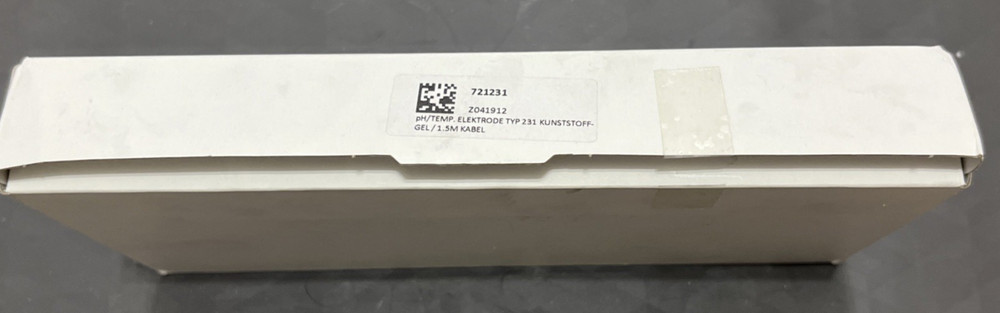 721231
Z041912
pH/TEMP. ELEKTRODE TYP 231 KUNSTSTOFF-
GEL / 1.5M KABEL